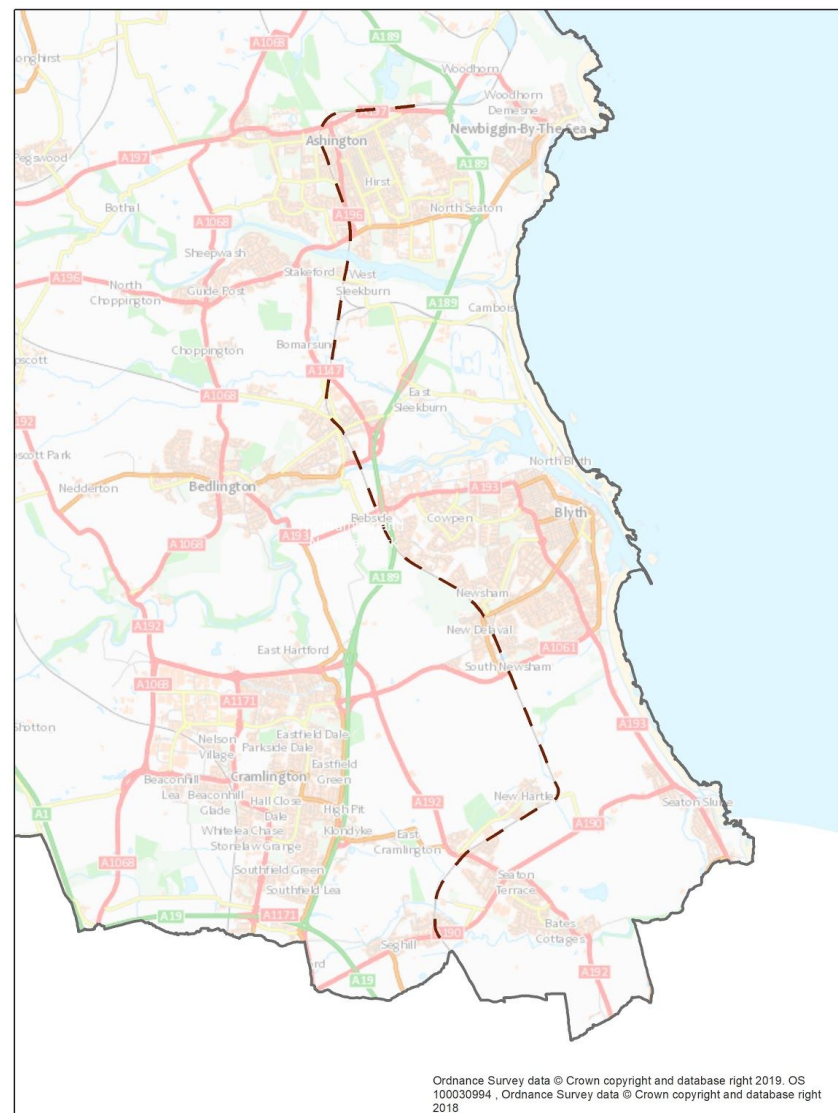 A1068
A189
Woodhorn
Woodhorn
Demesne
A197
Newbiggin-By-The-Sea
Ashington
A197
A189
Hirst
Bothal
A1068
A196
North Seaton
Sheepwash
A196
North
Choppington
Guide Post
Stakeford
West
Sleekburn
A189
Cambois
Choppington
Bomarsund
A1147
A1068
East
Sleekburn
Nedderton
Bedlington
North Blyth
A193
Blyth
Bebside
Cowpen
A193
A1068
A189
Newsham
A192
New Delaval
East Hartford
A1061
South Newsham
A1068
A1171
A193
Nelson
Village
Eastfield Dale
Parkside Dale
Eastfield
Green
Beaconhill
Cramlington
Lea
Beaconhill
Glade
Hall Close
Dale
High Pit
A192
New Hartley
Seaton Sluice
A1
Whitelea Chase
Klondyke
East
Cramlington
A190
Stonelaw Grange
A1068
Southfield Green
Southfield Lea
Seaton
Terrace
A19
A1171
Bates
Cottages
Seghill
A190
A19
A192
Ordnance Survey data © Crown copyright and database right 2019. OS
100030994 , Ordnance Survey data © Crown copyright and database right
2018